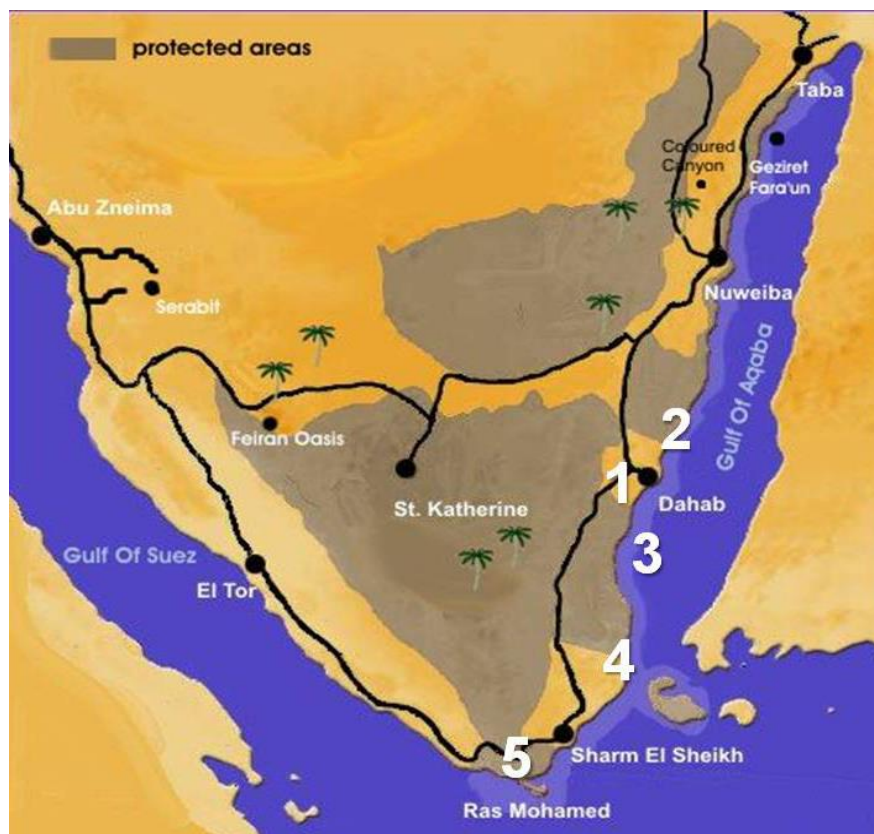 protected areas
Taba
Coloured
Canyon
Geziret
Fara'un
Abu Zneima
Serabit
Nuweiba
Gulf Of Aqaba
Feiran Oasis
2
1
St. Katherine
Dahab
3
Gulf Of Suez
El Tor
4
5
Sharm El Sheikh
Ras Mohamed